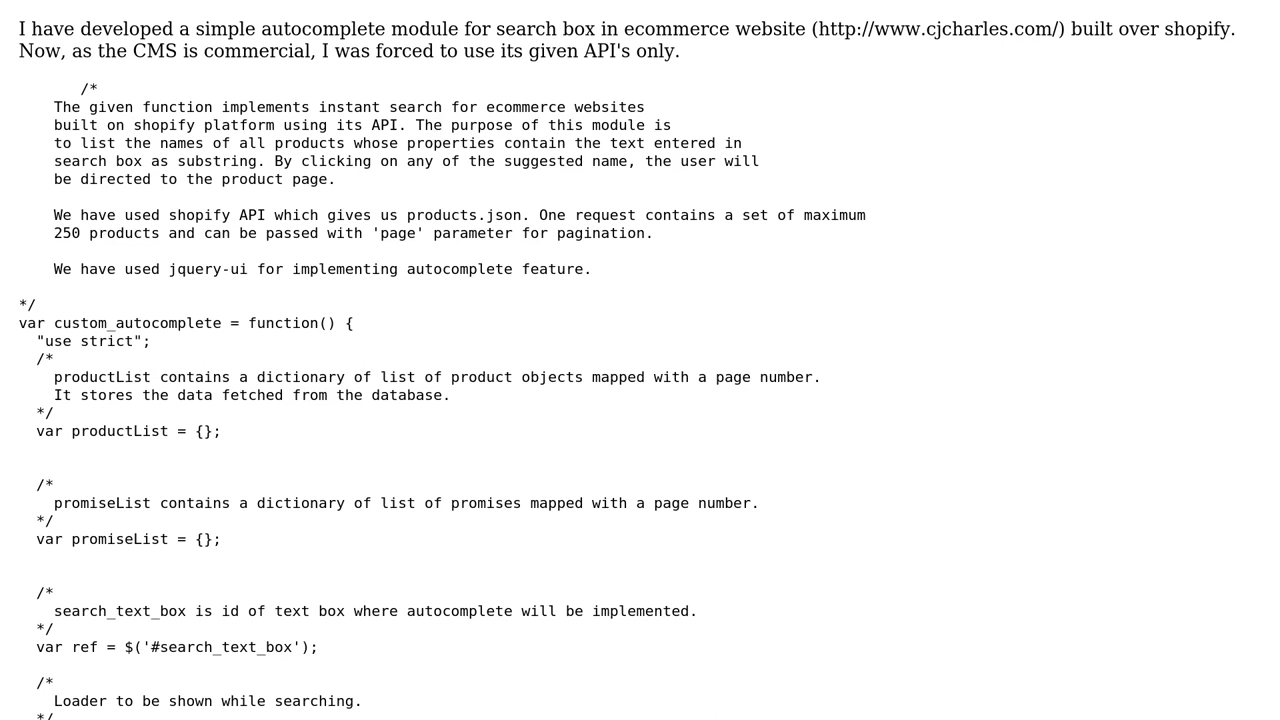 I have developed a simple autocomplete module for search box in ecommerce website (http://www.cjcharles.com/) built over shopify.
Now, as the CMS is commercial, I was forced to use its given API's only.
/*
The given function implements instant search for ecommerce websites
built on shopify platform using its API. The purpose of this module is
to list the names of all products whose properties contain the text entered in
search box as substring. By clicking on any of the suggested name, the user will
be directed to the product page.
We have used shopify API which gives us products.json. One request contains a set of maximum
250 products and can be passed with 'page' parameter for pagination.
We have used jquery-ui for implementing autocomplete feature.
*/
var custom_autocomplete = function() {
"use strict";
/*
productList contains a dictionary of list of product objects mapped with a page number.
It stores the data fetched from the database.
*/
var productList = {};
/*
promiseList contains a dictionary of list of promises mapped with a page number.
*/
var promiseList = {};
/*
search_text_box is id of text box where autocomplete will be implemented.
*/
var ref = $('#search_text_box');
/*
Loader to be shown while searching.
*/